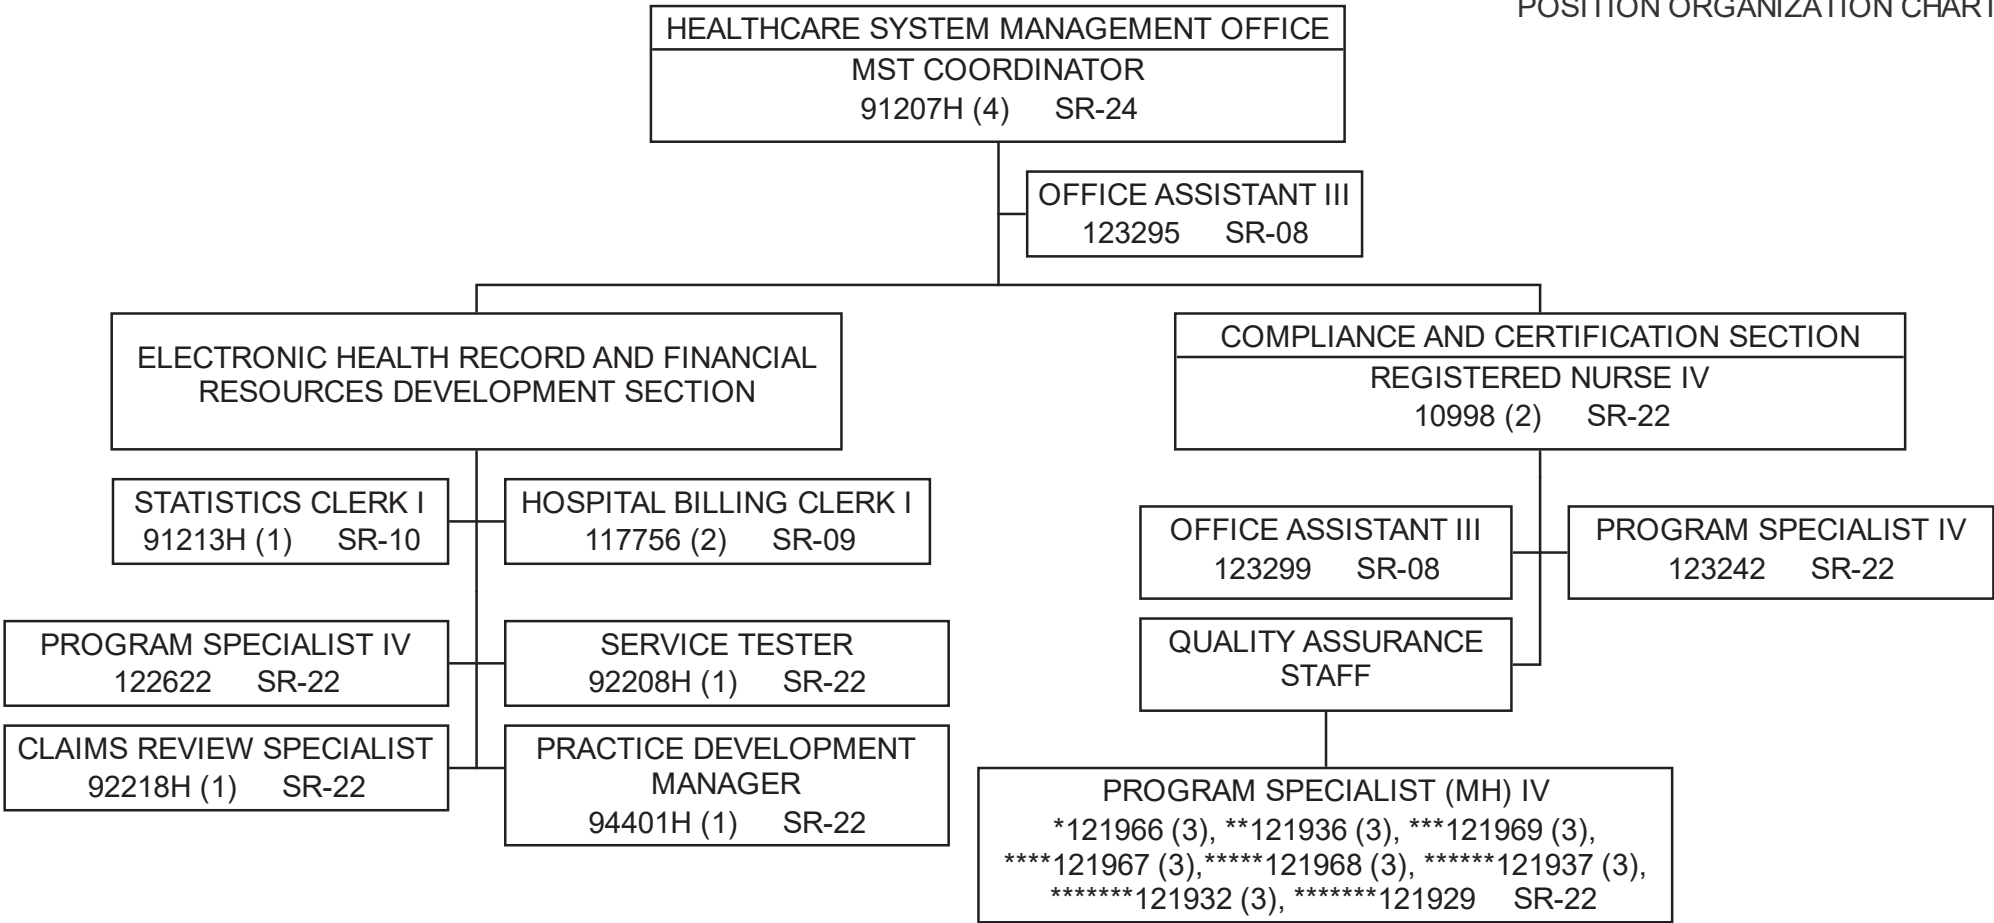 POSITION ORGANIZATION CHART
HEALTHCARE SYSTEM MANAGEMENT OFFICE
MST COORDINATOR
91207H (4) SR-24
OFFICE ASSISTANT III
123295 SR-08
ELECTRONIC HEALTH RECORD AND FINANCIAL
RESOURCES DEVELOPMENT SECTION
STATISTICS CLERK I
91213H (1) SR-10
HOSPITAL BILLING CLERK I
117756 (2) SR-09
PROGRAM SPECIALIST IV
122622 SR-22
SERVICE TESTER
92208H (1) SR-22
CLAIMS REVIEW SPECIALIST
92218H (1) SR-22
PRACTICE DEVELOPMENT
MANAGER
94401H (1) SR-22
COMPLIANCE AND CERTIFICATION SECTION
REGISTERED NURSE IV
10998 (2) SR-22
OFFICE ASSISTANT III
123299 SR-08
PROGRAM SPECIALIST IV
123242 SR-22
QUALITY ASSURANCE
STAFF
PROGRAM SPECIALIST (MH) IV
*121966 (3), **121936 (3), ***121969 (3),
****121967 (3),*****121968 (3), ******121937 (3),
*******121932 (3), *******121929 SR-22